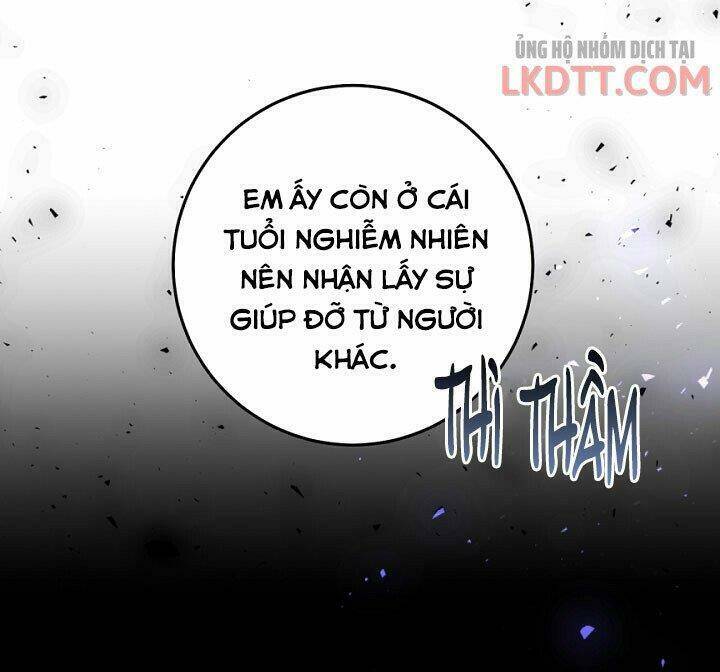 ỦNG HỘ NHÓM DỊCH TẠI
LKDTT.COM
EM ẤY CÒN Ở CÁI
TUỔI NGHIỄM NHIÊN
NÊN NHẬN LẤY SỰ
GIÚP ĐỠ TỪ NGƯỜI
KHÁC.
THÌ THẦM